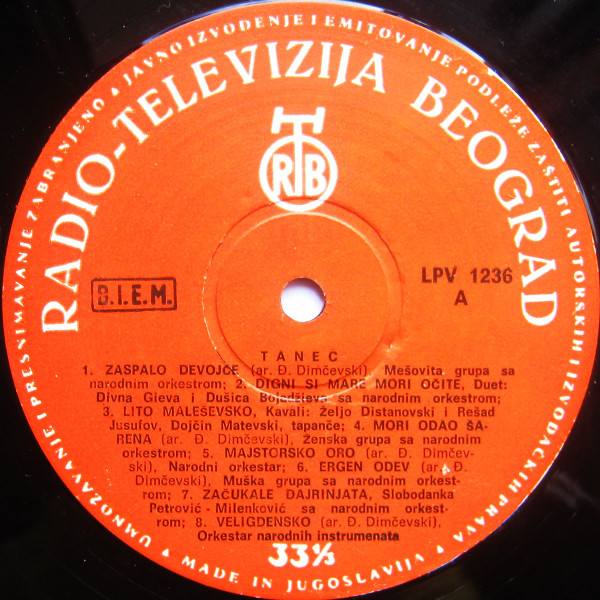 UMNOŽAVANJE I PRESNIMAVANJE ZABRANJENO ▲ JAVNO IZVOĐENJE I EMITOVANJE PODLEŽE ZAŠTITI AUTORSKIH I IZVOĐAČKIH PRAVA ▲
RADIO-TELEVIZIJA BEOGRAD
RTB
B.I.E.M.
LPV 1236
A
TANEC
1. ZASPALO DEVOJČE (ar. Đ. Dimčevski), Mešovita grupa sa
narodnim orkestrom; 2. DIGNI SI MARE MORI OČITE, Duet:
Divna Gieva i Dušica Bojadžieva sa narodnim orkestrom;
3. LITO MALEŠEVSKO, Kavali: Željo Distanovski i Rešad
Jusufov, Dojčin Matevski, tapanče; 4. MORI ODAO ŠA-
RENA (ar. Đ. Dimčevski), Ženska grupa sa narodnim
orkestrom; 5. MAJSTORSKO ORO (ar. Đ. Dimčev-
ski), Narodni orkestar; 6. ERGEN ODEV (ar. Đ.
Dimčevski), Muška grupa sa narodnim orkest-
rom; 7. ZAČUKALE DAJRINJATA, Slobodanka
Petrović - Milenković sa narodnim orkest-
rom; 8. VELIGDENSKO (ar. Đ. Dimčevski),
Orkestar narodnih instrumenata
33⅓
MADE IN JUGOSLAVIJA